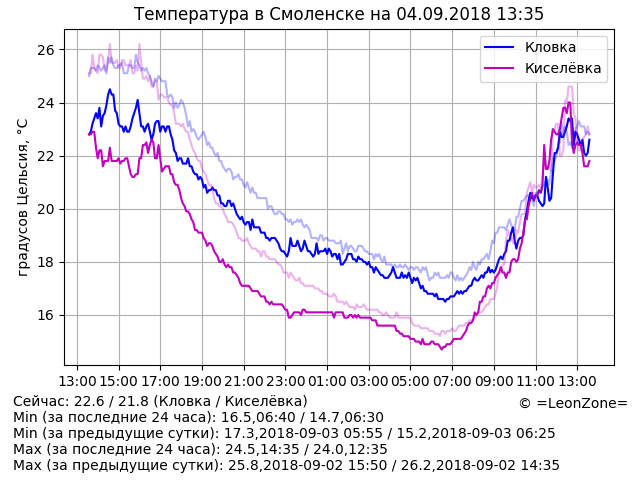 Температура в Смоленске на 04.09.2018 13:35
Кловка
Киселёвка
градусов Цельсия, °C
26
24
22
20
18
16
13:00 15:00 17:00 19:00 21:00 23:00 01:00 03:00 05:00 07:00 09:00 11:00 13:00
Сейчас: 22.6 / 21.8 (Кловка / Киселёвка)
© =LeonZone=
Min (за последние 24 часа): 16.5,06:40 / 14.7,06:30
Min (за предыдущие сутки): 17.3,2018-09-03 05:55 / 15.2,2018-09-03 06:25
Max (за последние 24 часа): 24.5,14:35 / 24.0,12:35
Max (за предыдущие сутки): 25.8,2018-09-02 15:50 / 26.2,2018-09-02 14:35